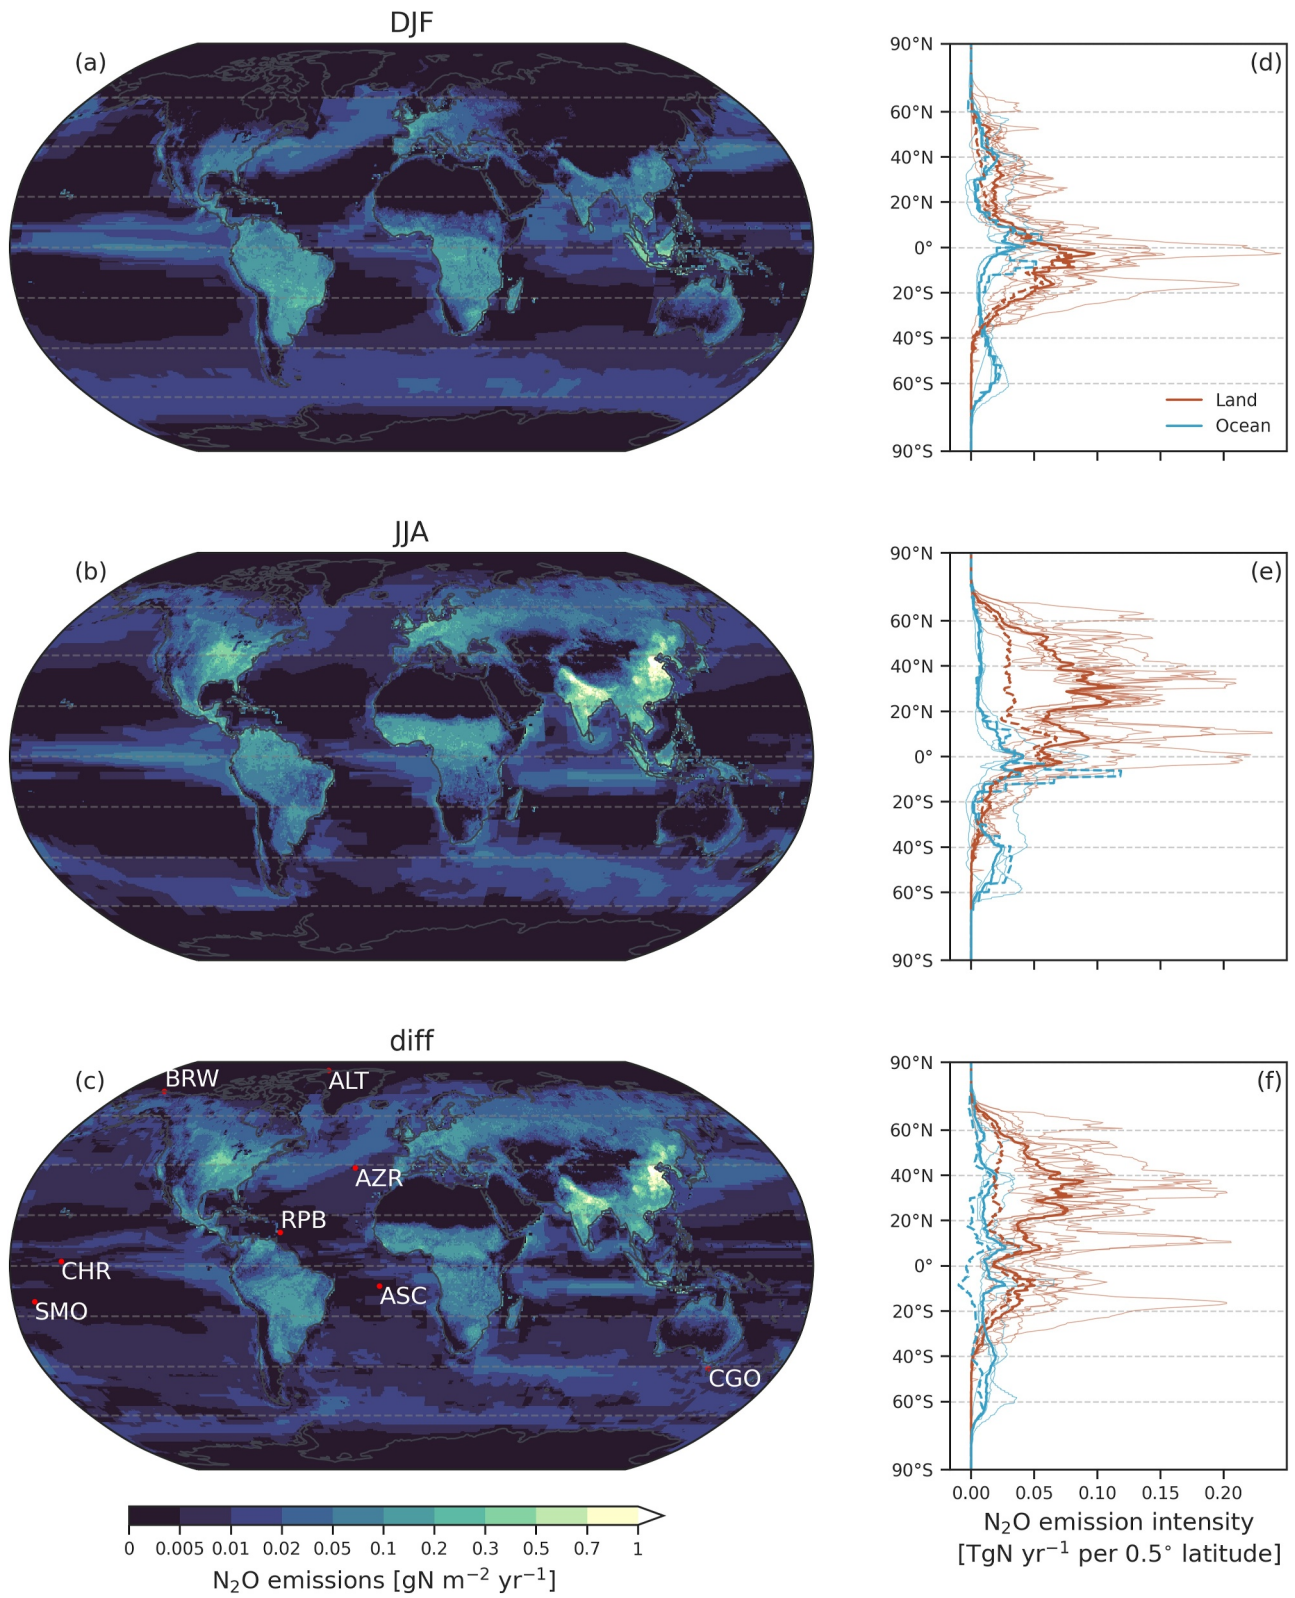 DJF
(a)
90°N
60°N
40°N
20°N
0°
20°S
40°S
60°S
90°S
(d)
Land
Ocean
JJA
(b)
90°N
60°N
40°N
20°N
0°
20°S
40°S
60°S
90°S
(e)
diff
(c)
BRW
ALT
AZR
RPB
CHR
SMO
ASC
CGO
90°N
60°N
40°N
20°N
0°
20°S
40°S
60°S
90°S
(f)
0.00 0.05 0.10 0.15 0.20
N₂O emission intensity
[TgN yr⁻¹ per 0.5° latitude]
0 0.005 0.01 0.02 0.05 0.1 0.2 0.3 0.5 0.7 1
N₂O emissions [gN m⁻² yr⁻¹]